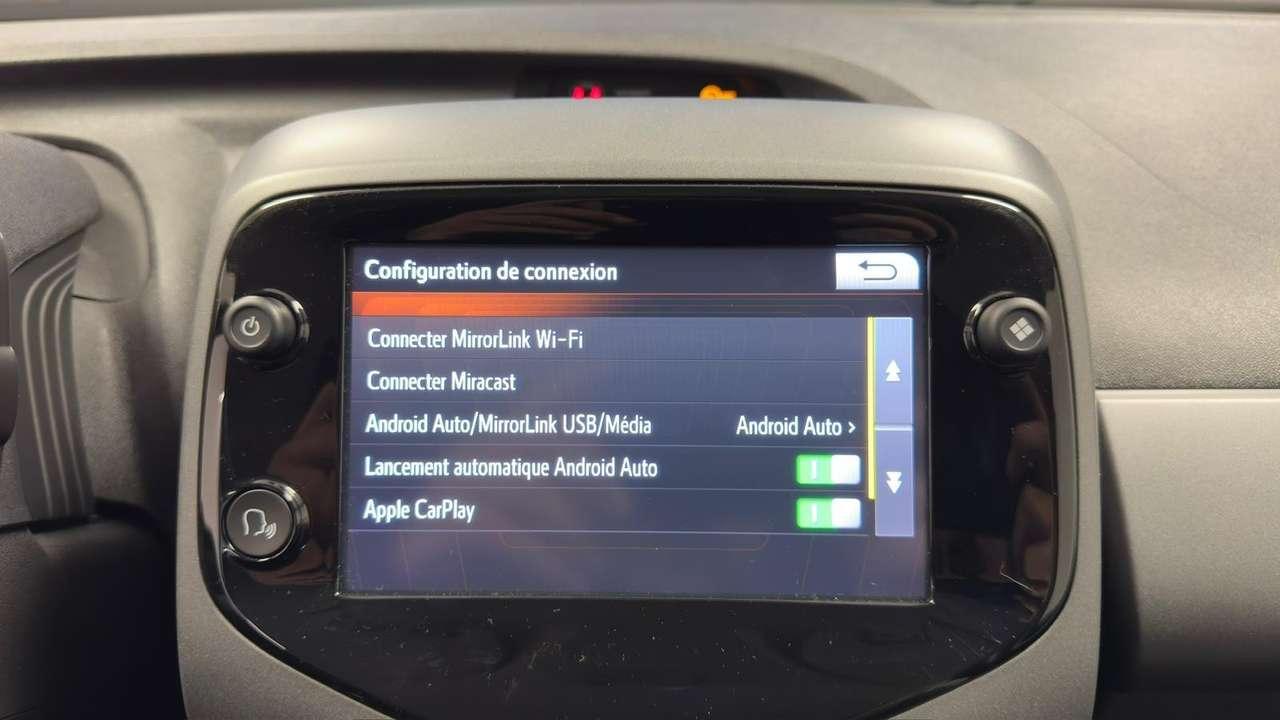 Configuration de connexion
Connecter MirrorLink Wi-Fi
Connecter Miracast
Android Auto/MirrorLink USB/Média Android Auto >
Lancement automatique Android Auto
Apple CarPlay